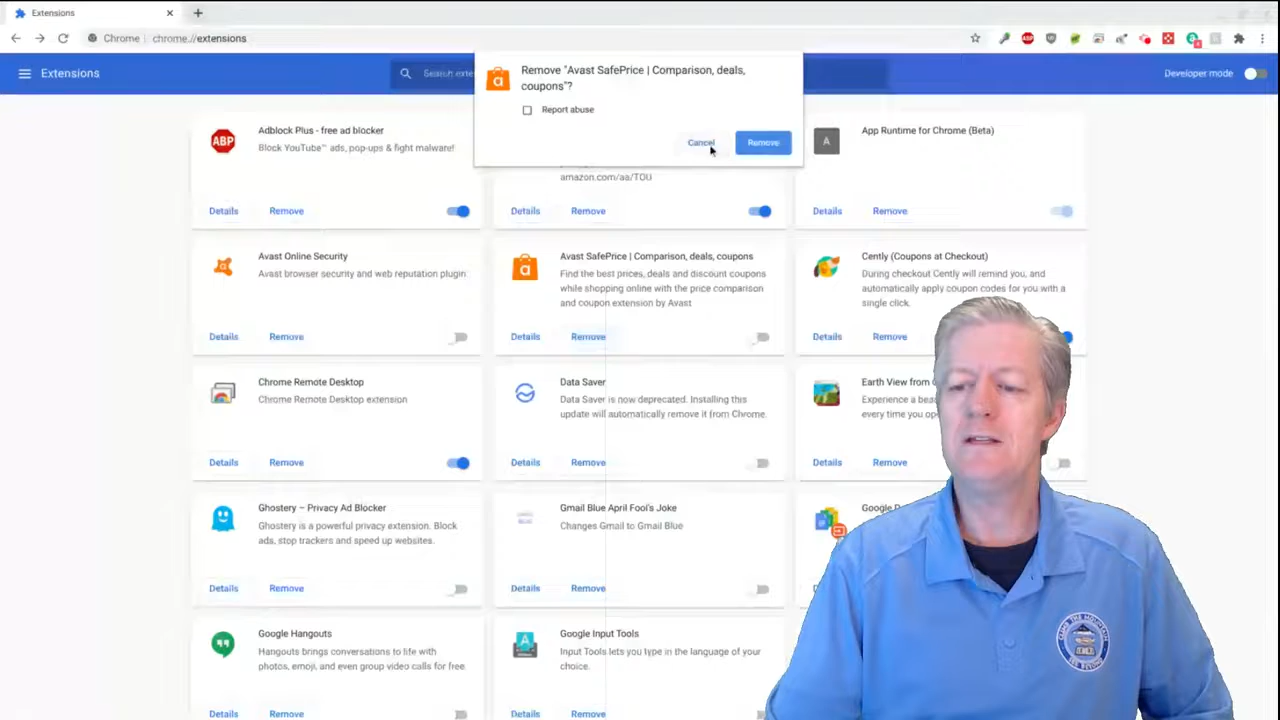 Extensions
Chrome chrome://extensions
Extensions
Search exte
Developer mode
Remove "Avast SafePrice | Comparison, deals,
coupons"?
Report abuse
Cancel
Remove
ABP
Adblock Plus - free ad blocker
Block YouTube™ ads, pop-ups & fight malware!
Details
Remove
amazon.com/aa/TOU
Details
Remove
A
App Runtime for Chrome (Beta)
Details
Remove
Avast Online Security
Avast browser security and web reputation plugin
Details
Remove
Avast SafePrice | Comparison, deals, coupons
Find the best prices, deals and discount coupons
while shopping online with the price comparison
and coupon extension by Avast
Details
Remove
Cently (Coupons at Checkout)
During checkout Cently will remind you, and
automatically apply coupon codes for you with a
single click.
Details
Remove
Chrome Remote Desktop
Chrome Remote Desktop extension
Details
Remove
Data Saver
Data Saver is now deprecated. Installing this
update will automatically remove it from Chrome.
Details
Remove
Earth View from
Experience a bea
every time you op
Details
Remove
Ghostery – Privacy Ad Blocker
Ghostery is a powerful privacy extension. Block
ads, stop trackers and speed up websites.
Details
Remove
Gmail Blue April Fool's Joke
Changes Gmail to Gmail Blue
Details
Remove
Google
Google Hangouts
Hangouts brings conversations to life with
photos, emoji, and even group video calls for free
Details
Remove
Google Input Tools
Input Tools lets you type in the language of your
choice.
Details
Remove